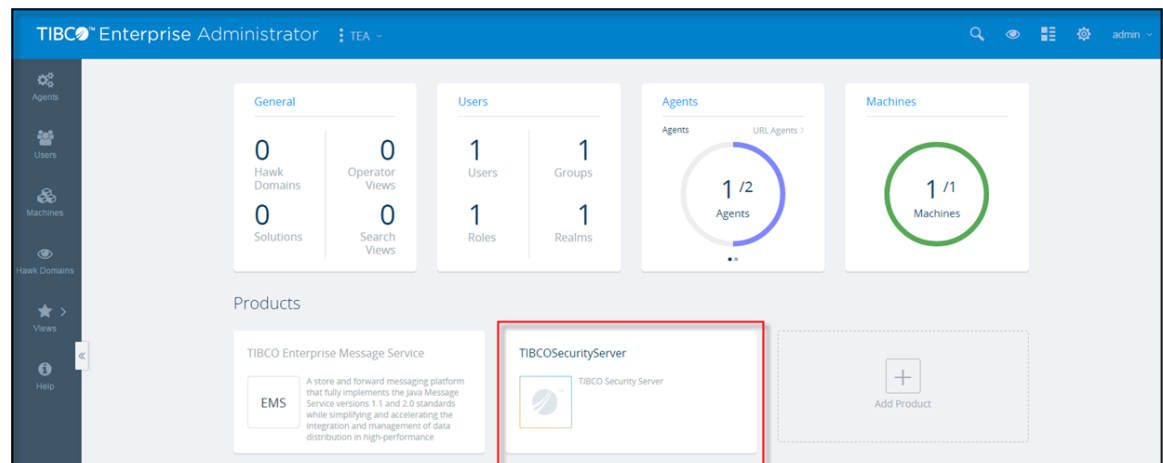 TIBCO™ Enterprise Administrator
TEA
admin
Agents
Users
Machines
Hawk Domains
Views
Help
General
0
Hawk
Domains
0
Operator
Views
0
Solutions
0
Search
Views
Users
1
Users
1
Groups
1
Roles
1
Realms
Agents
Agents
URL Agents >
1 /2
Agents
Machines
1 /1
Machines
Products
TIBCO Enterprise Message Service
EMS
A store and forward messaging platform
that fully implements the Java Message
Service versions 1.1 and 2.0 standards
while simplifying and accelerating the
integration and management of data
distribution in high-performance
TIBCOSecurityServer
TIBCO Security Server
Add Product